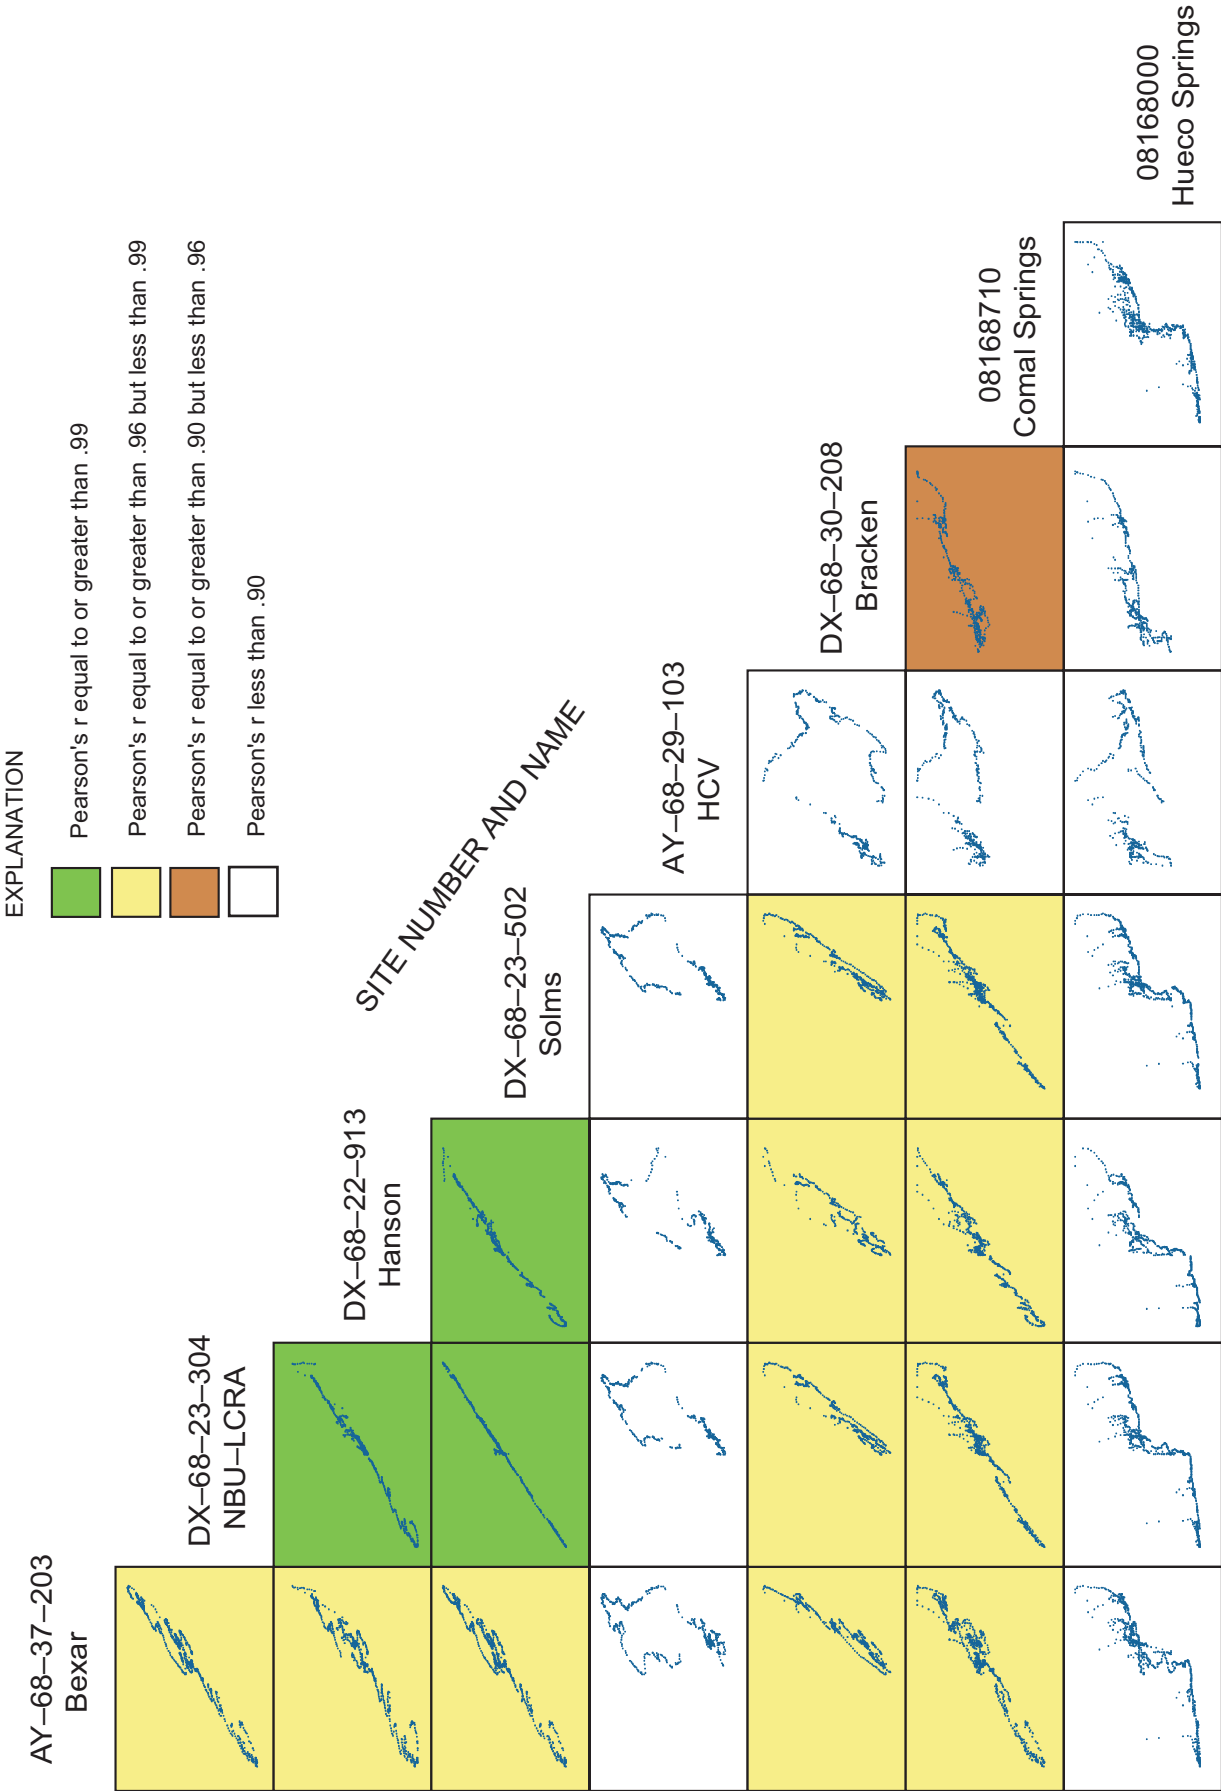 EXPLANATION
Pearson's r equal to or greater than .99
Pearson's r equal to or greater than .96 but less than .99
Pearson's r equal to or greater than .90 but less than .96
Pearson's r less than .90
SITE NUMBER AND NAME
AY–68–37–203
Bexar
DX–68–23–304
NBU–LCRA
DX–68–22–913
Hanson
DX–68–23–502
Solms
AY–68–29–103
HCV
DX–68–30–208
Bracken
08168710
Comal Springs
08168000
Hueco Springs